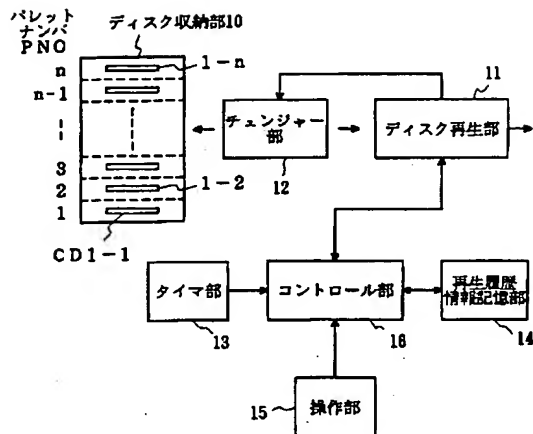 パレット
ナンバ
PNO
ディスク収納部10
1-n
n
n-1
3
2
1
1-2
CD1-1
チェンジャー
部
12
11
ディスク再生部
タイマ部
13
コントロール部
16
再生履歴
情報記憶部
14
操作部
15